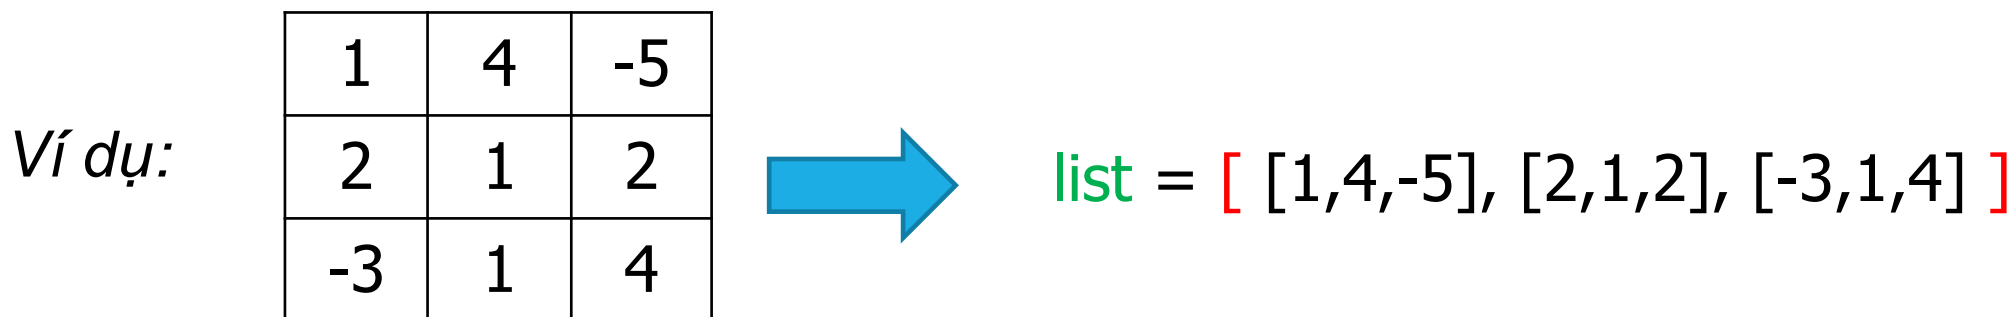 1 4 -5
Ví dụ: 2 1 2 list = [ [1,4,-5], [2,1,2], [-3,1,4] ]
-3 1 4